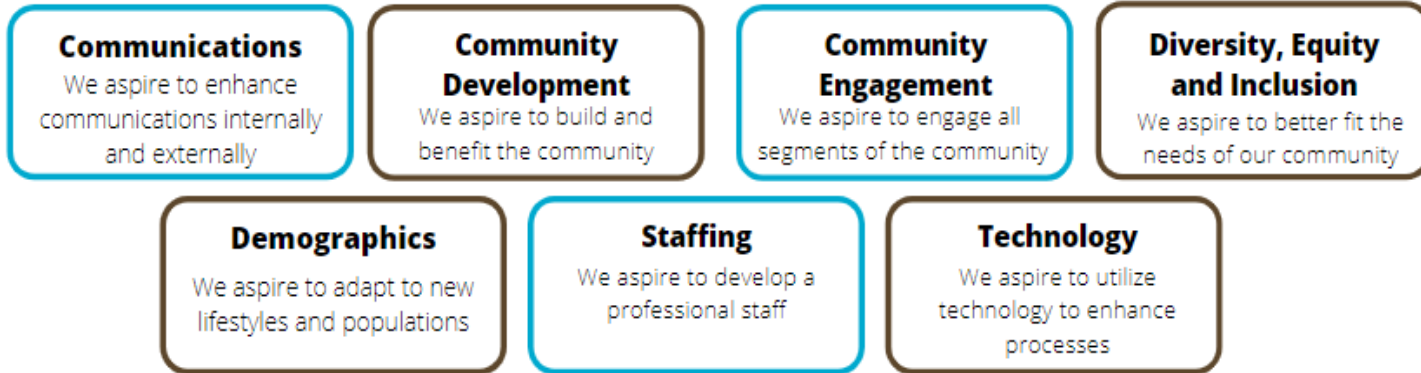 Communications
We aspire to enhance
communications internally
and externally
Community
Development
We aspire to build and
benefit the community
Community
Engagement
We aspire to engage all
segments of the community
Diversity, Equity
and Inclusion
We aspire to better fit the
needs of our community
Demographics
We aspire to adapt to new
lifestyles and populations
Staffing
We aspire to develop a
professional staff
Technology
We aspire to utilize
technology to enhance
processes